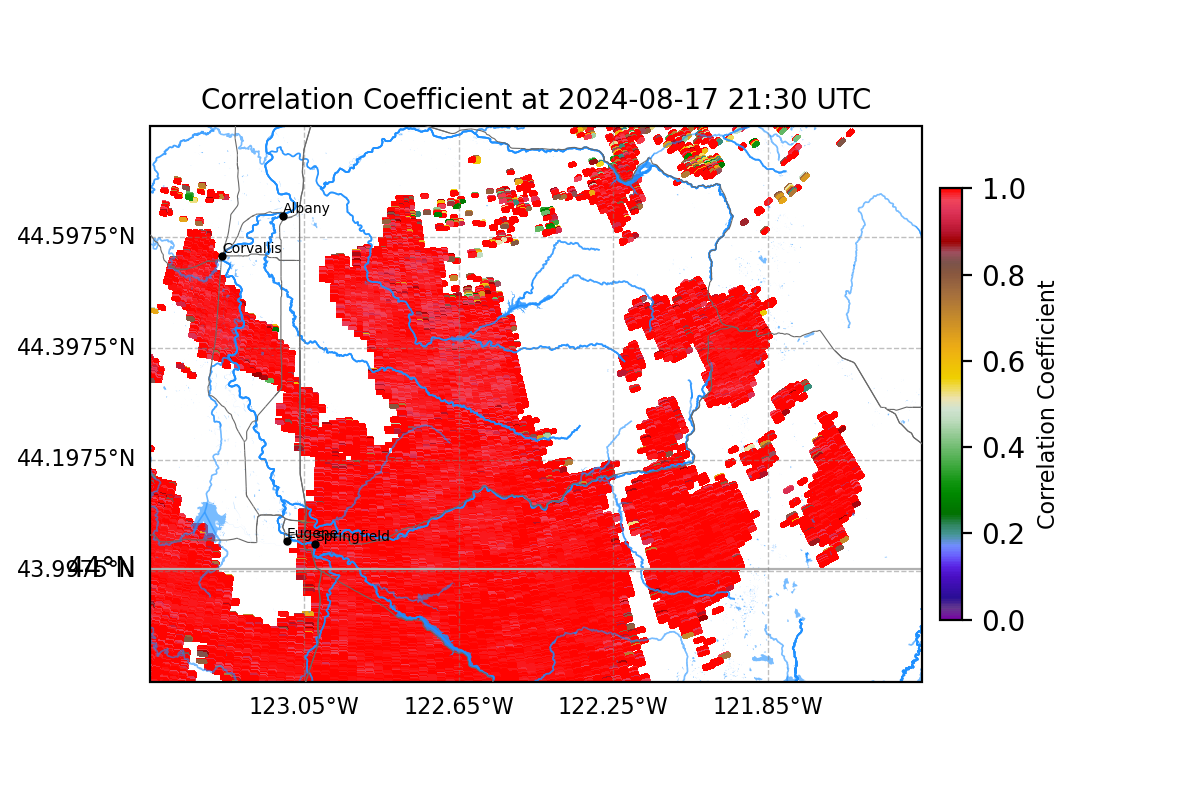 Correlation Coefficient at 2024-08-17 21:30 UTC
1.0
Albany
44.5975°N
Corvallis
0.8
44.3975°N
0.6
Correlation Coefficient
0.4
44.1975°N
0.2
Eugene
Springfield
44°N
43.9975°N
0.0
123.05°W
122.65°W
122.25°W
121.85°W